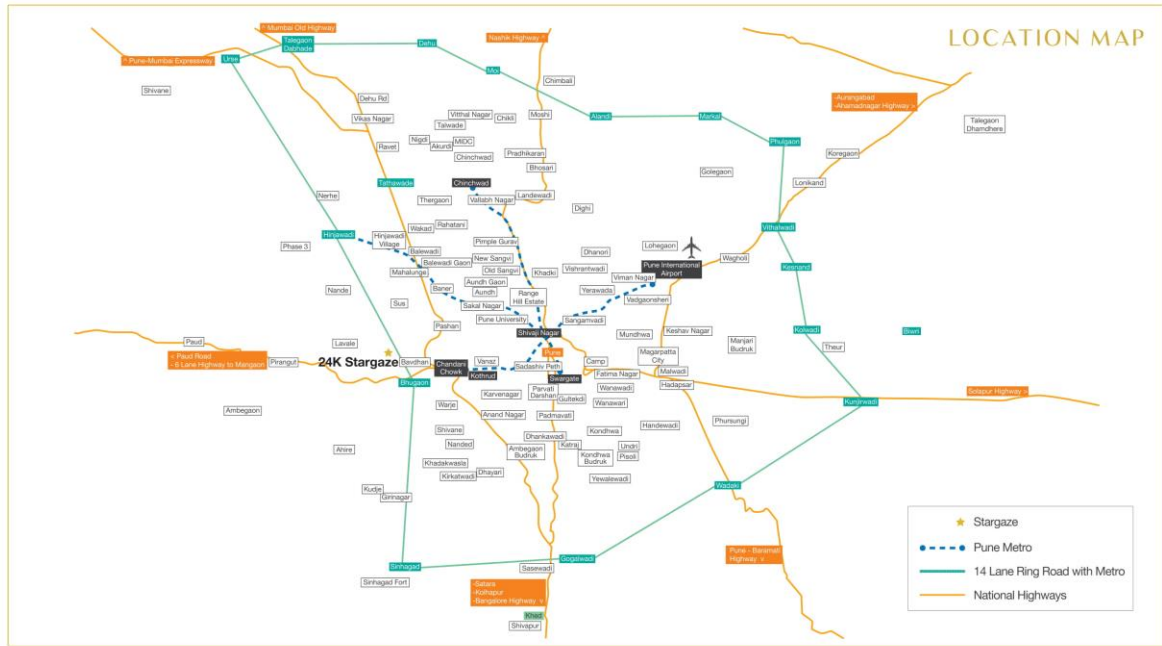 LOCATION MAP
^ Mumbai Old Highway
Nashik Highway ^
Talegaon
Dabhade
Dehu
Urse
^ Pune-Mumbai Expressway
Moi
Chimbali
Shivane
-Aurangabad
-Ahamadnagar Highway >
Dehu Rd
Vikas Nagar
Vitthal Nagar
Chikli
Moshi
Alandi
Markal
Talegaon
Dhamdhere
Talwade
Nigdi
Akurdi
MIDC
Ravet
Chinchwad
Pradhikaran
Bhosari
Phulgaon
Koregaon
Golegaon
Lonikand
Tathawade
Chinchwad
Nerhe
Thergaon
Vallabh Nagar
Landewadi
Dighi
Hinjawadi
Hinjawadi
Village
Wakad
Rahatani
Vithalwadi
Phase 3
Pimple Gurav
Lohegaon
Balewadi
Dhanori
Wagholi
Balewadi Gaon
New Sangvi
Mahalunge
Old Sangvi
Khadki
Vishrantwadi
Pune International
Airport
Kesnand
Viman Nagar
Aundh Gaon
Nande
Baner
Aundh
Range
Hill Estate
Yerawada
Vadgaonsheri
Sus
Sakal Nagar
Pune University
Sangamvadi
Pashan
Shivaji Nagar
Mundhwa
Keshav Nagar
Kolwadi
Biwri
Paud
Lavale
Pune
Manjari
Budruk
Theur
< Paud Road
- 6 Lane Highway to Mangaon
Pirangut
24K Stargaze
Bavdhan
Chandani
Chowk
Vanaz
Sadashiv Peth
Camp
Magarpatta
City
Kothrud
Swargate
Fatima Nagar
Malwadi
Bhugaon
Hadapsar
Solapur Highway >
Karvenagar
Parvati
Darshan
Wanawadi
Gultekdi
Kunjirwadi
Ambegaon
Warje
Anand Nagar
Padmavati
Wanawari
Phursungi
Shivane
Kondhwa
Handewadi
Ahire
Nanded
Dhankawadi
Katraj
Undri
Ambegaon
Budruk
Kondhwa
Budruk
Pisoli
Khadakwasla
Kirkatwadi
Dhayari
Yewalewadi
Kudje
Girinagar
Wadaki
Stargaze
Pune Metro
Pune - Baramati
Highway >
14 Lane Ring Road with Metro
Gogalwadi
Sinhagad
Sasewadi
Sinhagad Fort
National Highways
-Satara
-Kolhapur
-Bangalore Highway >
Khed
Shivapur